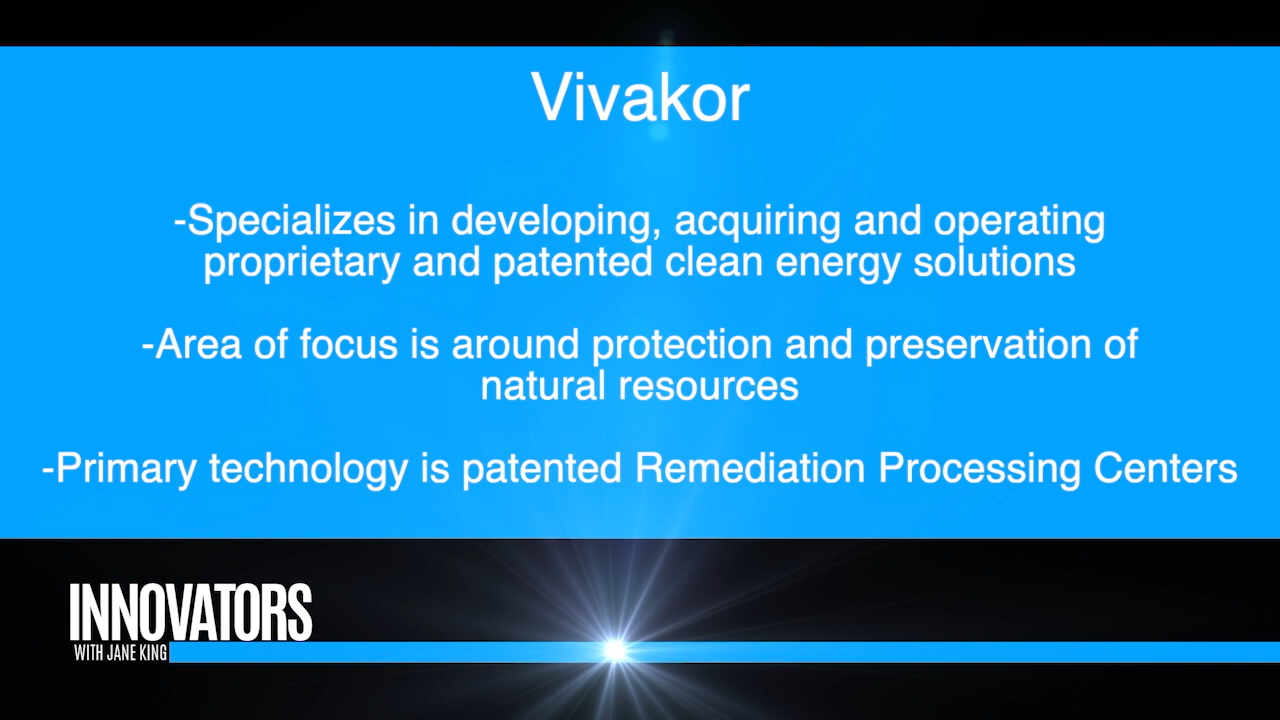 Vivakor
-Specializes in developing, acquiring and operating
proprietary and patented clean energy solutions
-Area of focus is around protection and preservation of
natural resources
-Primary technology is patented Remediation Processing Centers
INNOVATORS
WITH JANE KING